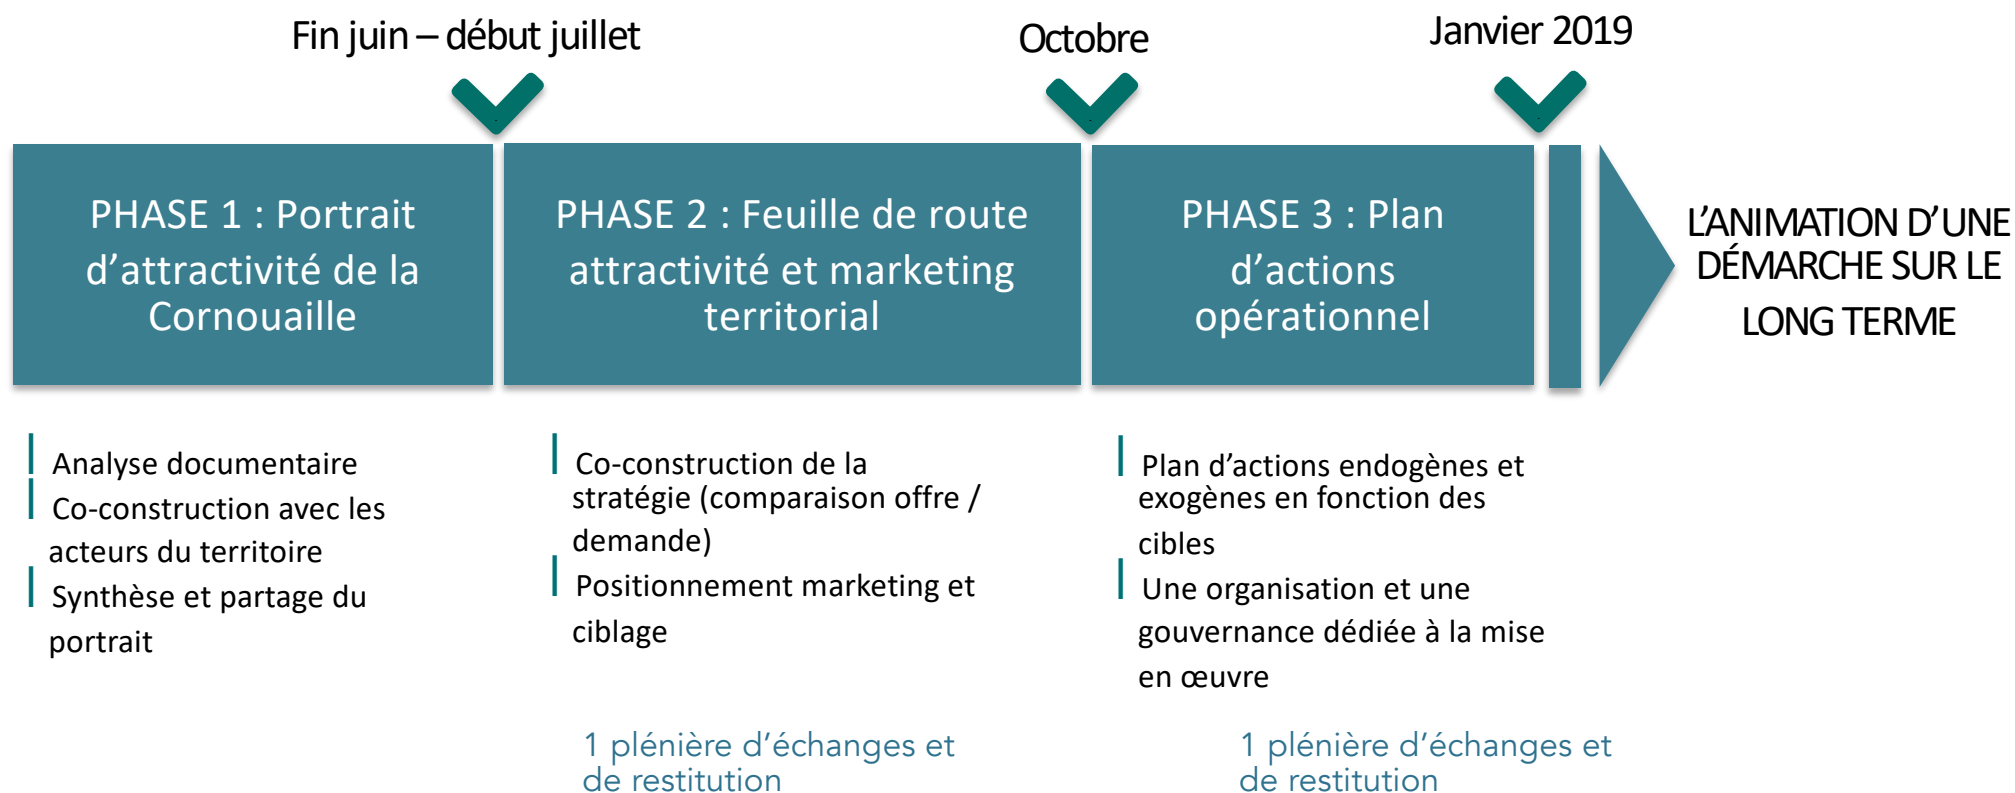 Fin juin – début juillet
Octobre
Janvier 2019
PHASE 1 : Portrait
d’attractivité de la
Cornouaille
PHASE 2 : Feuille de route
attractivité et marketing
territorial
PHASE 3 : Plan
d’actions
opérationnel
L’ANIMATION D’UNE
DÉMARCHE SUR LE
LONG TERME
Analyse documentaire
Co-construction avec les
acteurs du territoire
Synthèse et partage du
portrait
Co-construction de la
stratégie (comparaison offre /
demande)
Positionnement marketing et
ciblage
1 plénière d’échanges et
de restitution
Plan d’actions endogènes et
exogènes en fonction des
cibles
Une organisation et une
gouvernance dédiée à la mise
en œuvre
1 plénière d’échanges et
de restitution